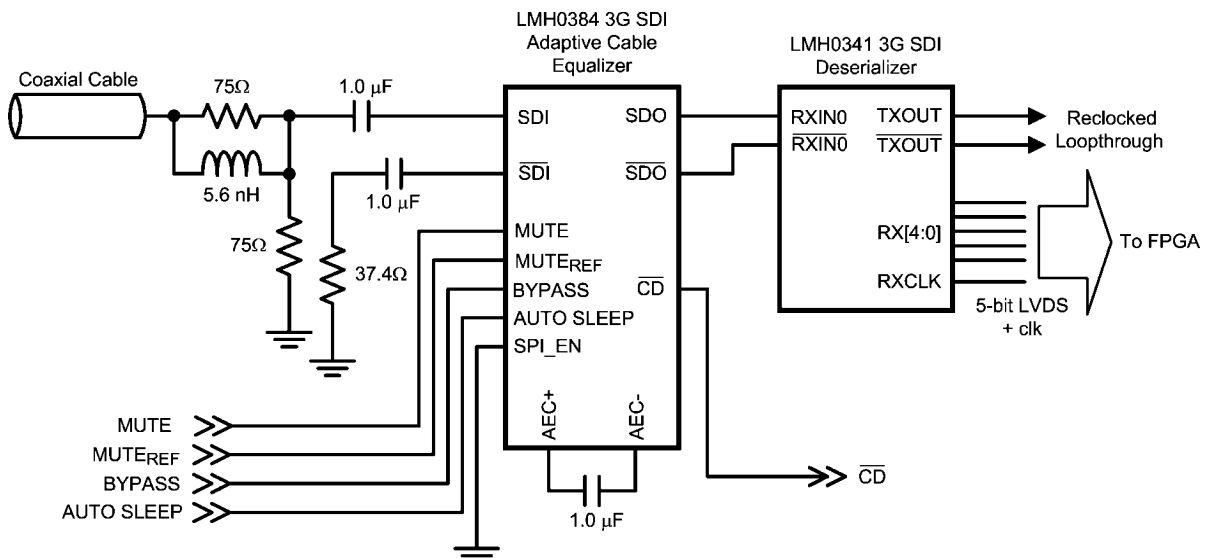 LMH0384 3G SDI
Adaptive Cable
Equalizer
LMH0341 3G SDI
Deserializer
Coaxial Cable
75Ω
1.0 μF
5.6 nH
75Ω
1.0 μF
37.4Ω
SDI
SDO
SDI
SDO
MUTE
MUTEREF
BYPASS
CD
AUTO SLEEP
SPI_EN
AEC+
AEC-
1.0 μF
RXIN0
TXOUT
RXIN0
TXOUT
RX[4:0]
RXCLK
Reclocked
Loopthrough
To FPGA
5-bit LVDS
+ clk
MUTE
MUTEREF
BYPASS
AUTO SLEEP
CD